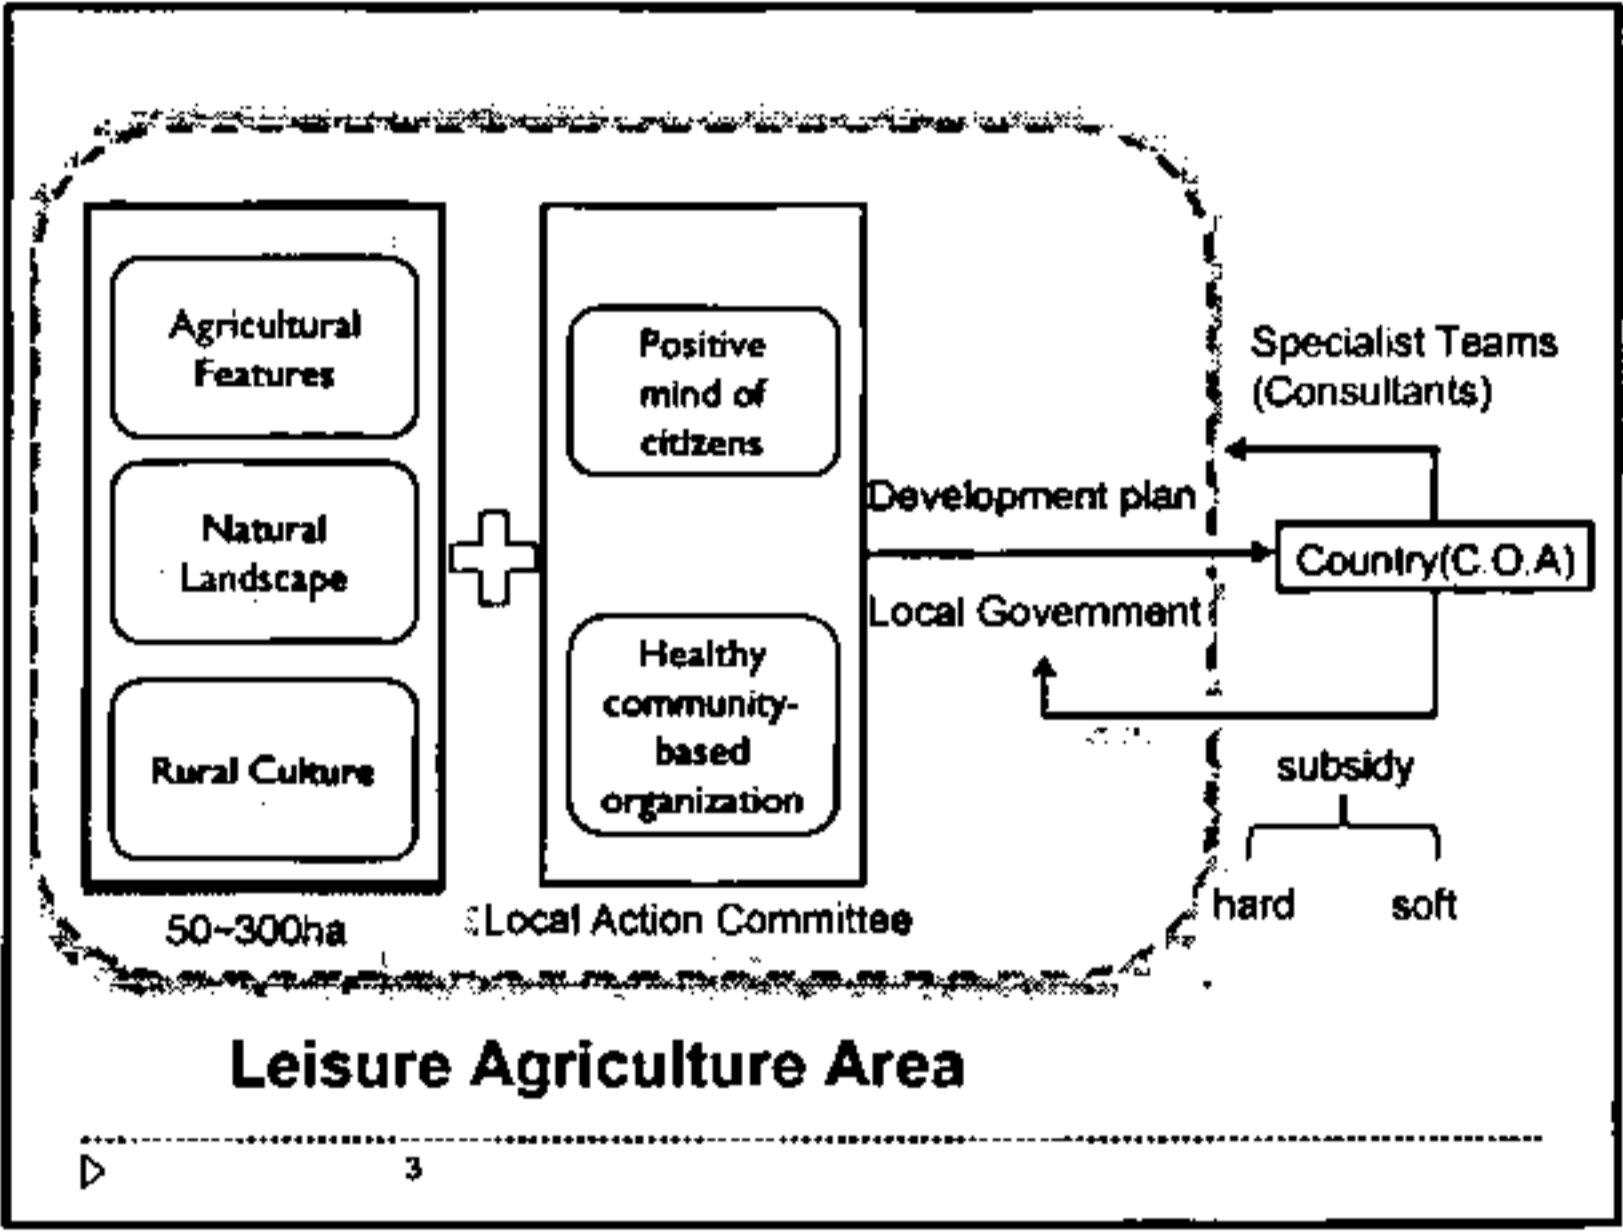 Agricultural
Features
Natural
Landscape
Rural Culture
50~300ha
Positive
mind of
citizens
Healthy
community-
based
organization
Local Action Committee
Development plan
Local Government
Specialist Teams
(Consultants)
Country(C.O.A)
subsidy
hard
soft
Leisure Agriculture Area
3